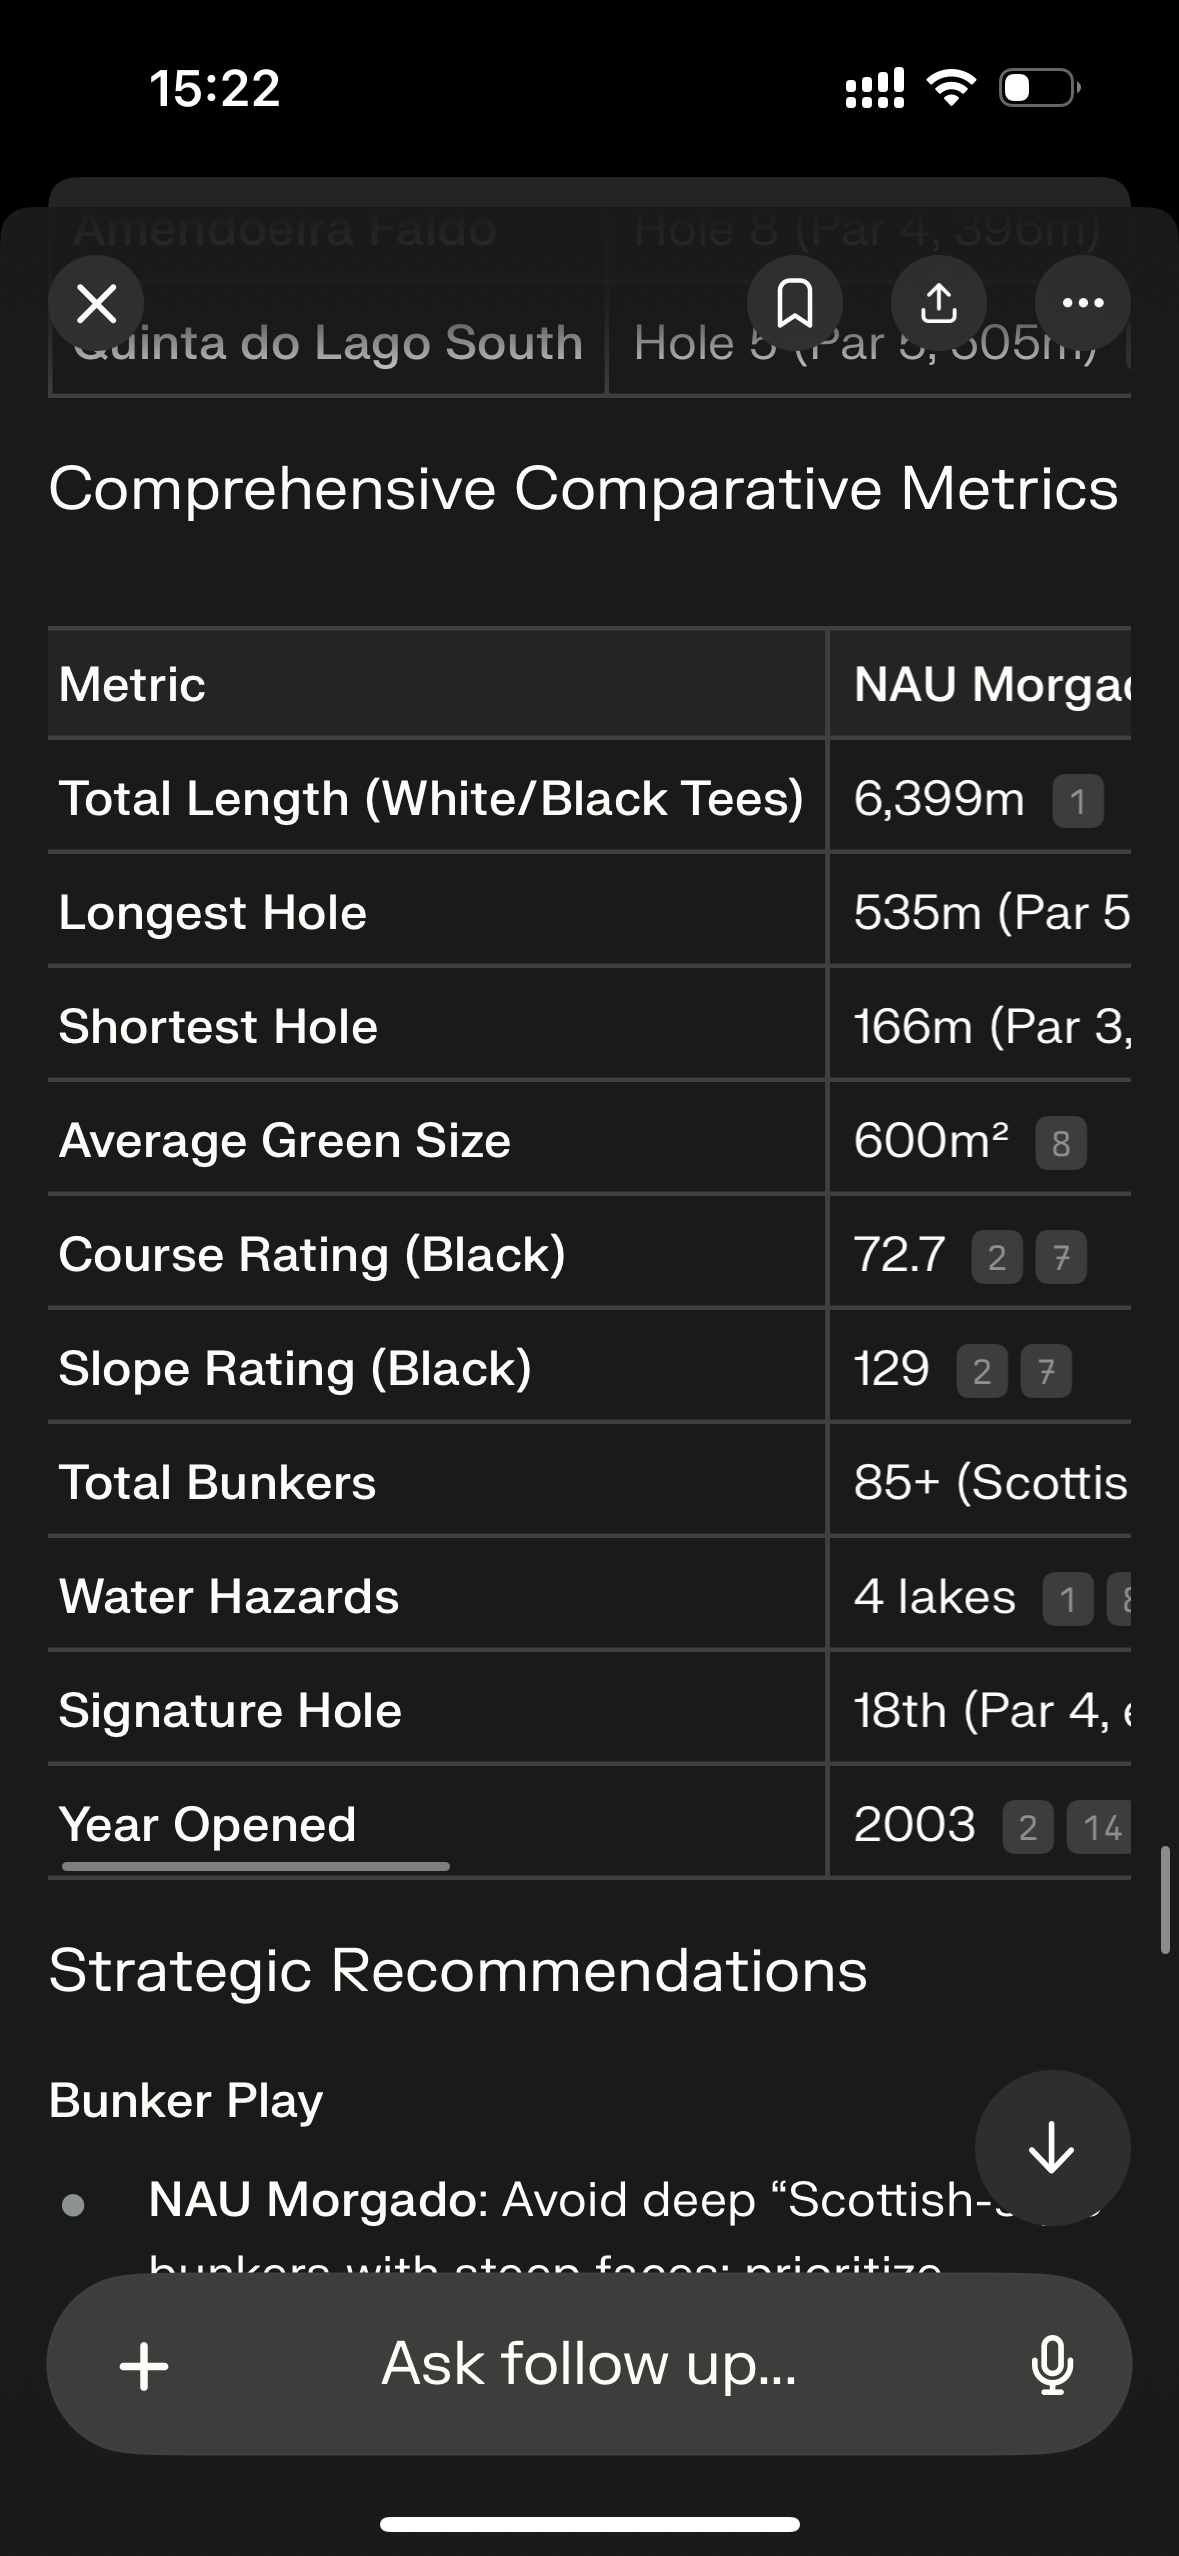 15:22
Amendoeira Faldo Hole 8 (Par 4, 396m)
Quinta do Lago South Hole 5 (Par 5, 505m)
Comprehensive Comparative Metrics
Metric NAU Morgad
Total Length (White/Black Tees) 6,399m 1
Longest Hole 535m (Par 5
Shortest Hole 166m (Par 3,
Average Green Size 600m² 8
Course Rating (Black) 72.7 2 7
Slope Rating (Black) 129 2 7
Total Bunkers 85+ (Scottis
Water Hazards 4 lakes 1 8
Signature Hole 18th (Par 4, e
Year Opened 2003 2 14
Strategic Recommendations
Bunker Play
NAU Morgado: Avoid deep “Scottish-
bunkers with steep faces; prioritize
Ask follow up...